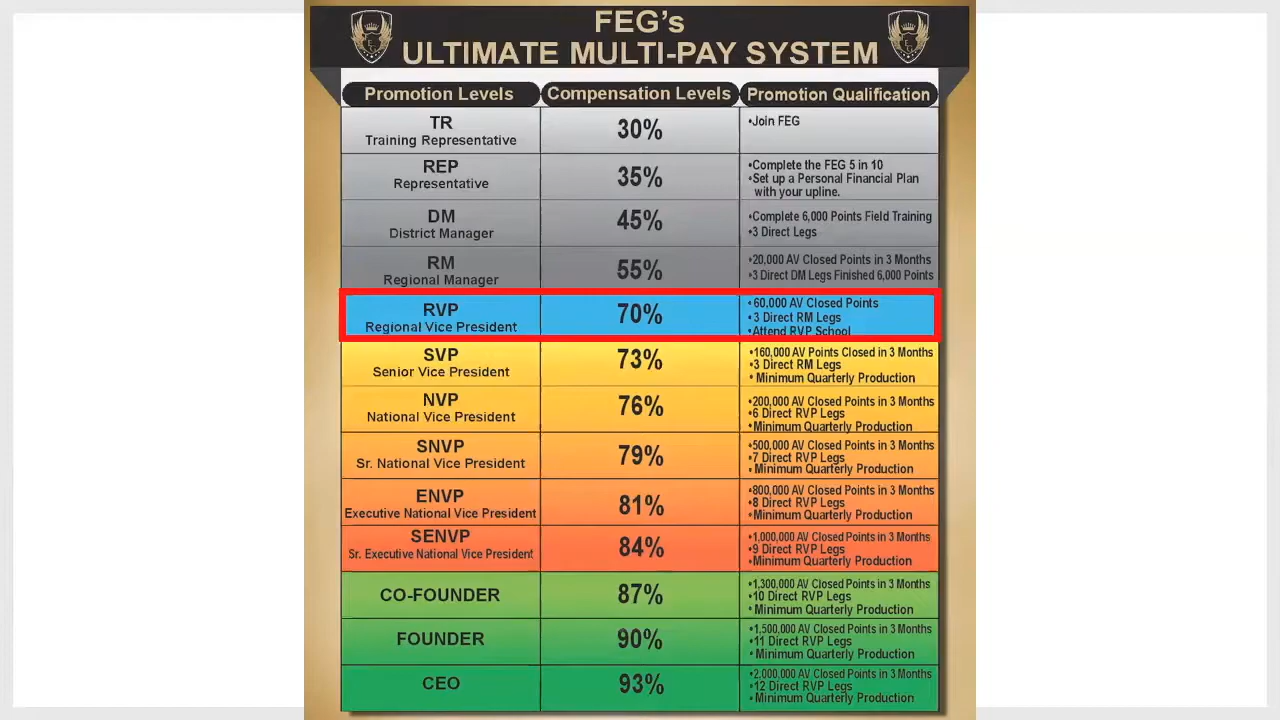 FEG's
ULTIMATE MULTI-PAY SYSTEM
Promotion Levels Compensation Levels Promotion Qualification
TR
Training Representative
30%
•Join FEG
REP
Representative
35%
•Complete the FEG 5 in 10
•Set up a Personal Financial Plan
with your upline.
DM
District Manager
45%
•Complete 6,000 Points Field Training
•3 Direct Legs
RM
Regional Manager
55%
•20,000 AV Closed Points in 3 Months
•3 Direct DM Legs Finished 6,000 Points
RVP
Regional Vice President
70%
•60,000 AV Closed Points
•3 Direct RM Legs
•Attend RVP School
SVP
Senior Vice President
73%
•160,000 AV Points Closed in 3 Months
•3 Direct RM Legs
• Minimum Quarterly Production
NVP
National Vice President
76%
•200,000 AV Closed Points in 3 Months
•6 Direct RVP Legs
•Minimum Quarterly Production
SNVP
Sr. National Vice President
79%
•500,000 AV Closed Points in 3 Months
•7 Direct RVP Legs
• Minimum Quarterly Production
ENVP
Executive National Vice President
81%
•800,000 AV Closed Points in 3 Months
•8 Direct RVP Legs
•Minimum Quarterly Production
SENVP
Sr. Executive National Vice President
84%
•1,000,000 AV Closed Points in 3 Months
•9 Direct RVP Legs
•Minimum Quarterly Production
CO-FOUNDER
87%
•1,300,000 AV Closed Points in 3 Months
•10 Direct RVP Legs
• Minimum Quarterly Production
FOUNDER
90%
•1,500,000 AV Closed Points in 3 Months
•11 Direct RVP Legs
• Minimum Quarterly Production
CEO
93%
•2,000,000 AV Closed Points in 3 Months
•12 Direct RVP Legs
• Minimum Quarterly Production